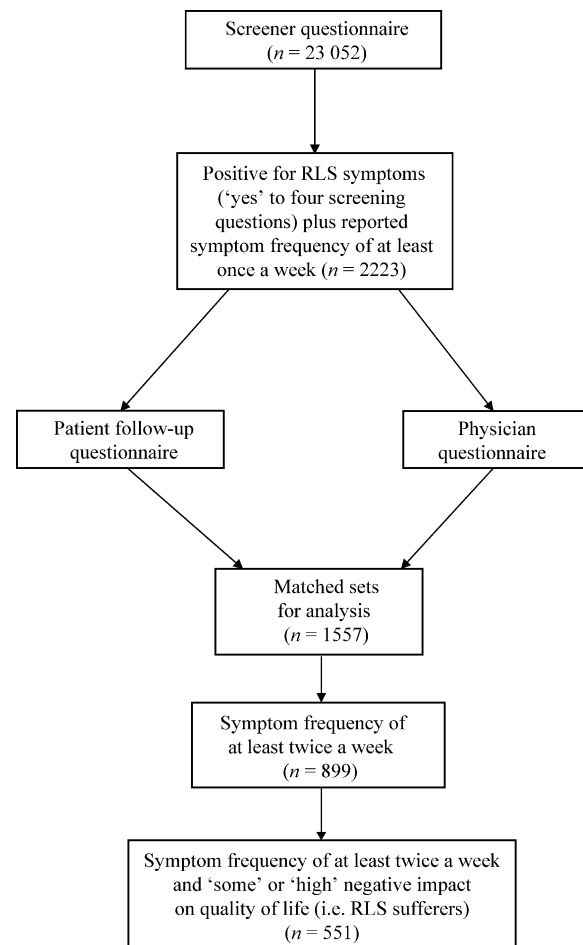 Screener questionnaire
(n = 23 052)
Positive for RLS symptoms
(‘yes’ to four screening
questions) plus reported
symptom frequency of at least
once a week (n = 2223)
Patient follow-up
questionnaire
Physician
questionnaire
Matched sets
for analysis
(n = 1557)
Symptom frequency of
at least twice a week
(n = 899)
Symptom frequency of at least twice a week
and ‘some’ or ‘high’ negative impact
on quality of life (i.e. RLS sufferers)
(n = 551)